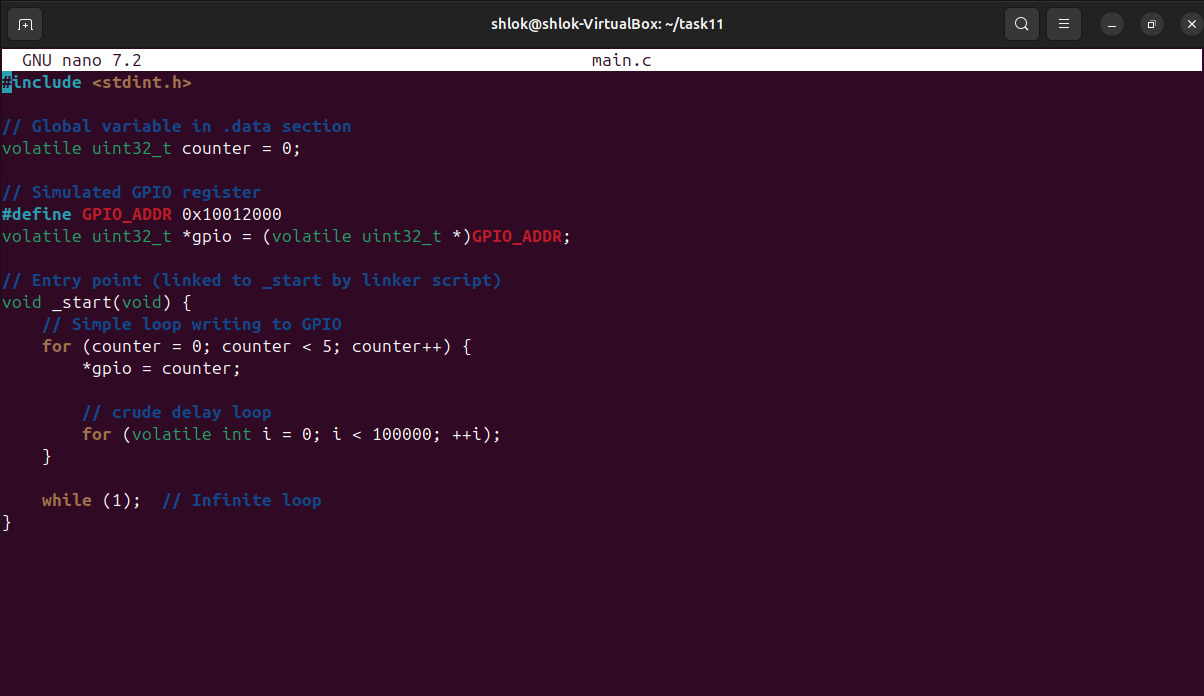 shlok@shlok-VirtualBox: ~/task11
GNU nano 7.2 main.c
#include <stdint.h>
// Global variable in .data section
volatile uint32_t counter = 0;
// Simulated GPIO register
#define GPIO_ADDR 0x10012000
volatile uint32_t *gpio = (volatile uint32_t *)GPIO_ADDR;
// Entry point (linked to _start by linker script)
void _start(void) {
    // Simple loop writing to GPIO
    for (counter = 0; counter < 5; counter++) {
        *gpio = counter;
        // crude delay loop
        for (volatile int i = 0; i < 100000; ++i);
    }
    while (1);  // Infinite loop
}